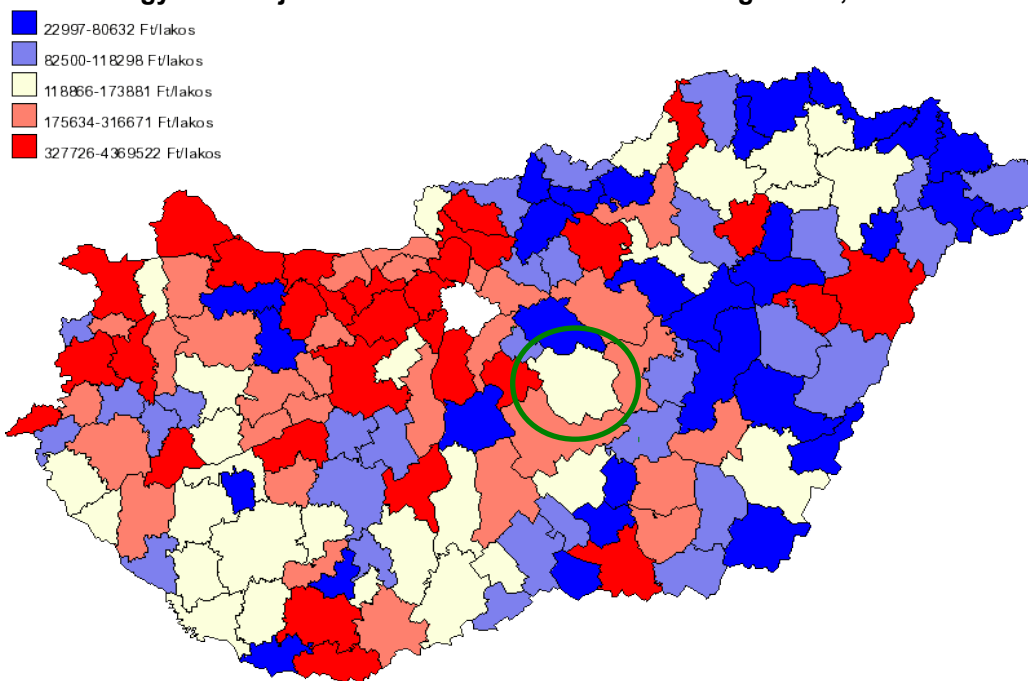 22997-80632 Ft/lakos
82500-118298 Ft/lakos
118866-173881 Ft/lakos
175634-316671 Ft/lakos
327726-4369522 Ft/lakos